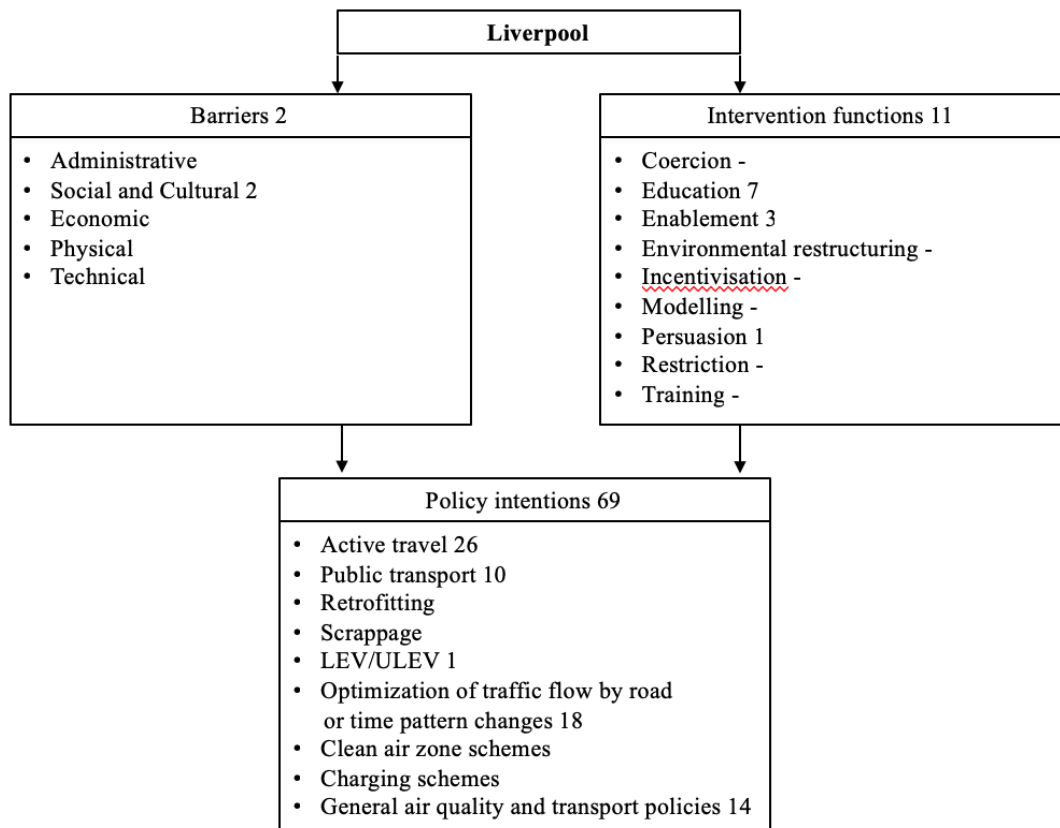 Liverpool
Barriers 2
• Administrative
• Social and Cultural 2
• Economic
• Physical
• Technical
Intervention functions 11
• Coercion -
• Education 7
• Enablement 3
• Environmental restructuring -
• Incentivisation -
• Modelling -
• Persuasion 1
• Restriction -
• Training -
Policy intentions 69
• Active travel 26
• Public transport 10
• Retrofitting
• Scrappage
• LEV/ULEV 1
• Optimization of traffic flow by road
or time pattern changes 18
• Clean air zone schemes
• Charging schemes
• General air quality and transport policies 14